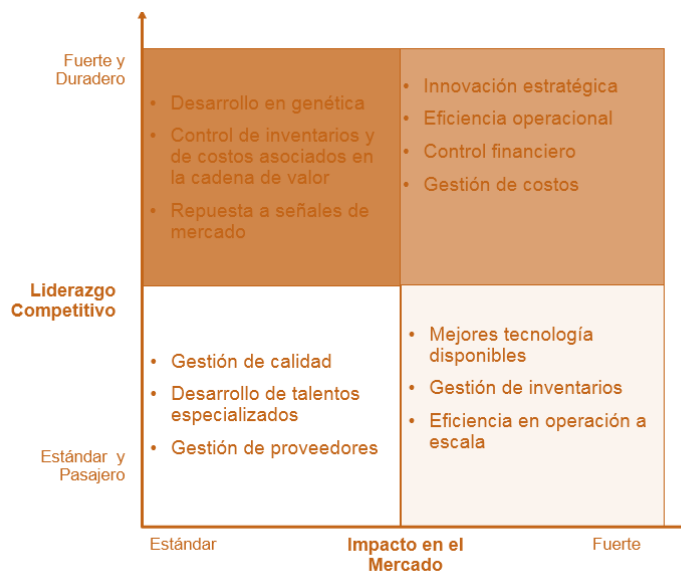 Fuerte y
Duradero
• Desarrollo en genética
• Control de inventarios y
de costos asociados en
la cadena de valor
• Repuesta a señales de
mercado
• Innovación estratégica
• Eficiencia operacional
• Control financiero
• Gestión de costos
Liderazgo
Competitivo
• Gestión de calidad
• Desarrollo de talentos
especializados
• Gestión de proveedores
• Mejores tecnología
disponibles
• Gestión de inventarios
• Eficiencia en operación a
escala
Estándar y
Pasajero
Estándar
Impacto en el
Mercado
Fuerte